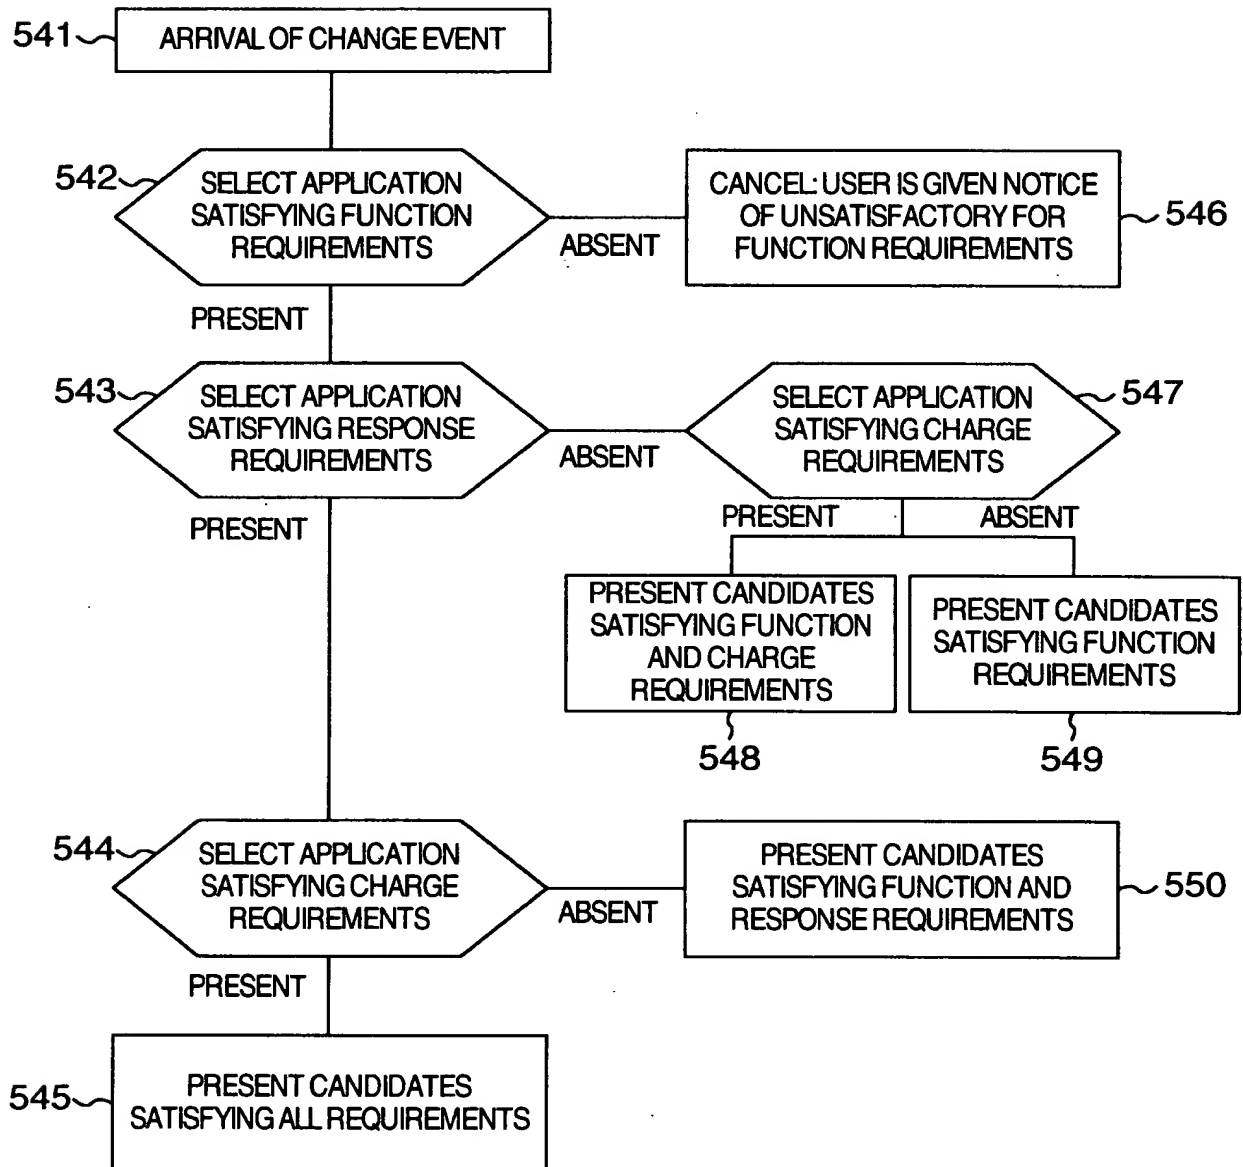 541
ARRIVAL OF CHANGE EVENT
542
SELECT APPLICATION
SATISFYING FUNCTION
REQUIREMENTS
ABSENT
CANCEL: USER IS GIVEN NOTICE
OF UNSATISFACTORY FOR
FUNCTION REQUIREMENTS
546
PRESENT
543
SELECT APPLICATION
SATISFYING RESPONSE
REQUIREMENTS
ABSENT
SELECT APPLICATION
SATISFYING CHARGE
REQUIREMENTS
547
PRESENT
PRESENT
ABSENT
PRESENT CANDIDATES
SATISFYING FUNCTION
AND CHARGE
REQUIREMENTS
548
PRESENT CANDIDATES
SATISFYING FUNCTION
REQUIREMENTS
549
544
SELECT APPLICATION
SATISFYING CHARGE
REQUIREMENTS
ABSENT
PRESENT CANDIDATES
SATISFYING FUNCTION AND
RESPONSE REQUIREMENTS
550
PRESENT
545
PRESENT CANDIDATES
SATISFYING ALL REQUIREMENTS